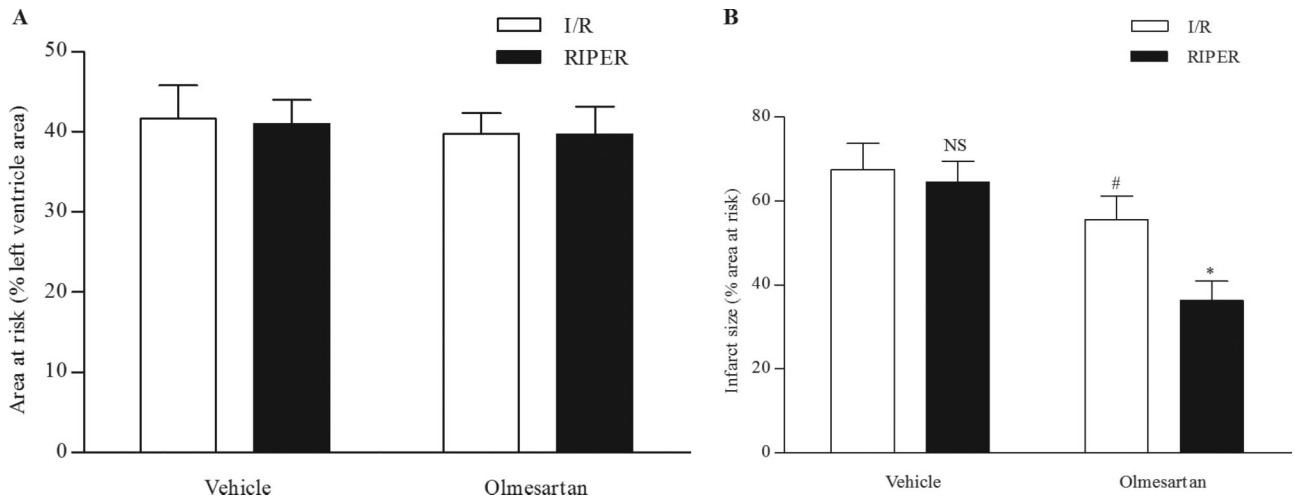 A
I/R
RIPER
Area at risk (% left ventricle area)
50
40
30
20
10
0
Vehicle
Olmesartan
B
I/R
RIPER
Infarct size (% area at risk)
80
60
40
20
0
NS
#
*
Vehicle
Olmesartan